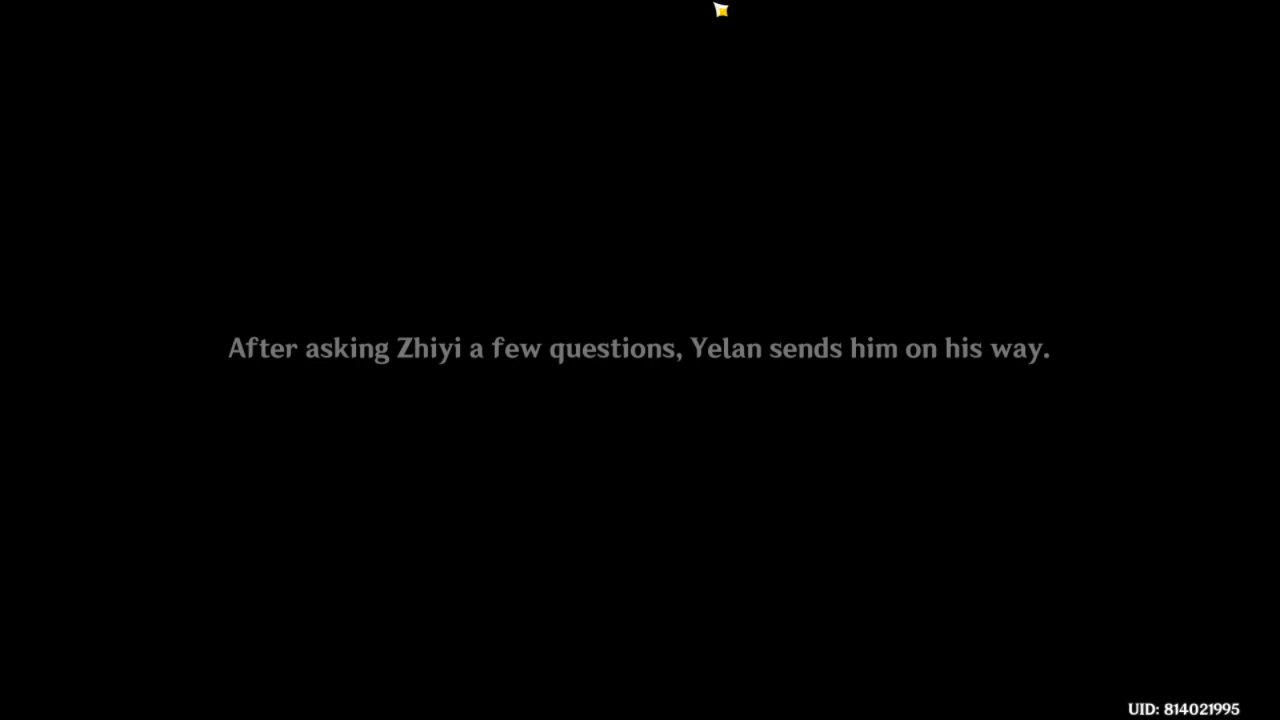 After asking Zhiyi a few questions, Yelan sends him on his way.
UID: 814021995